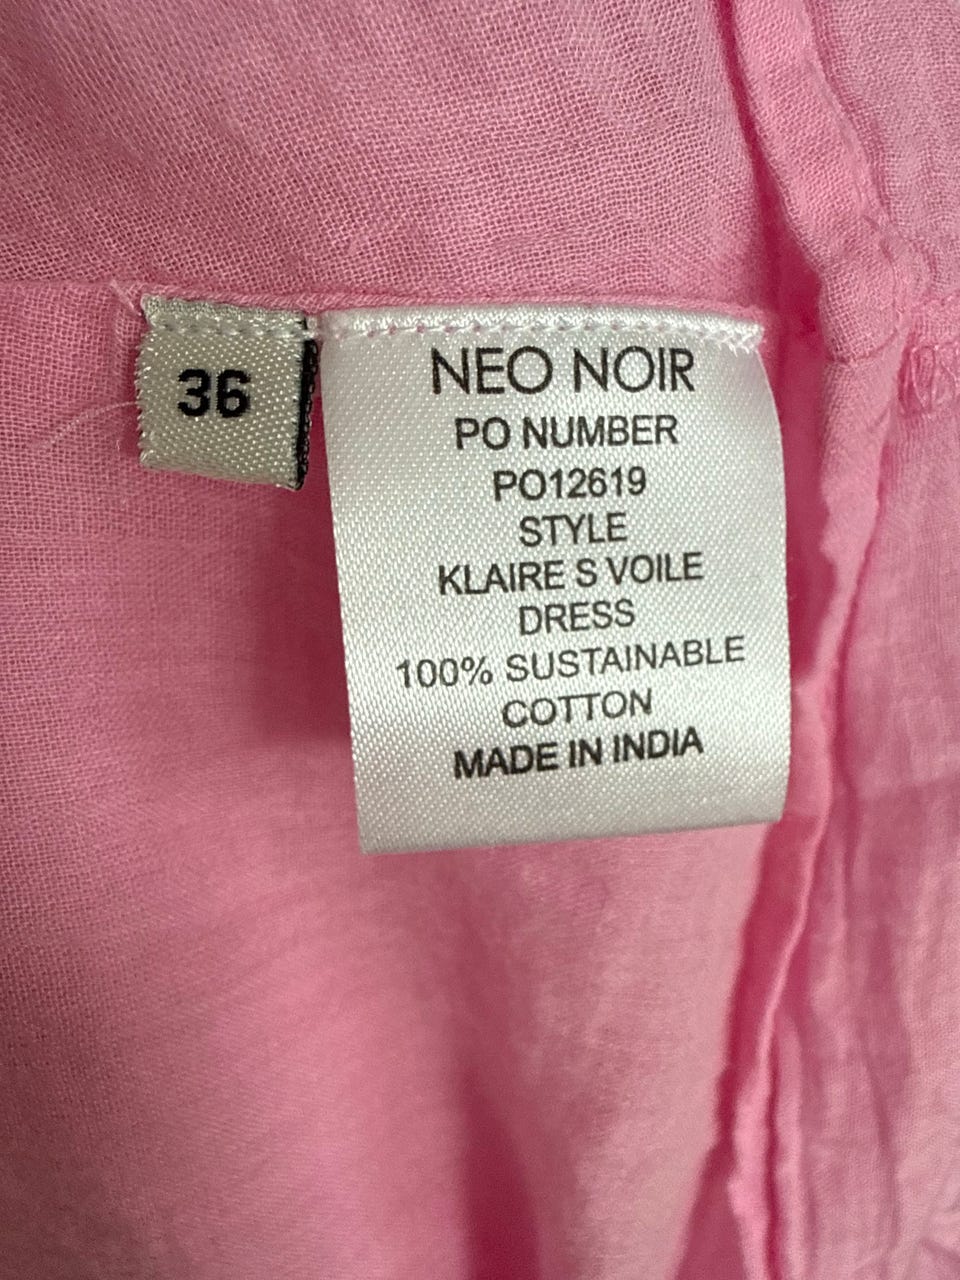 36
NEO NOIR
PO NUMBER
PO12619
STYLE
KLAIRE S VOILE
DRESS
100% SUSTAINABLE
COTTON
MADE IN INDIA